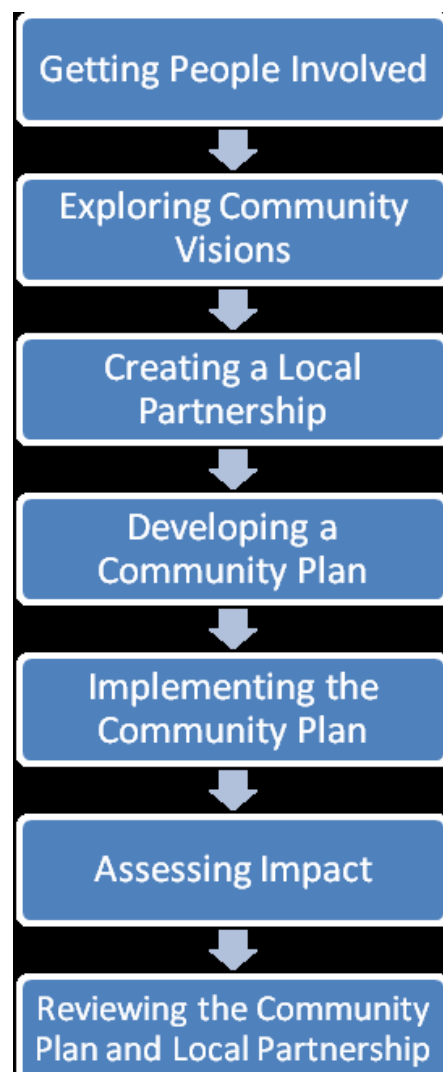 Getting People Involved
Exploring Community
Visions
Creating a Local
Partnership
Developing a
Community Plan
Implementing the
Community Plan
Assessing Impact
Reviewing the Community
Plan and Local Partnership